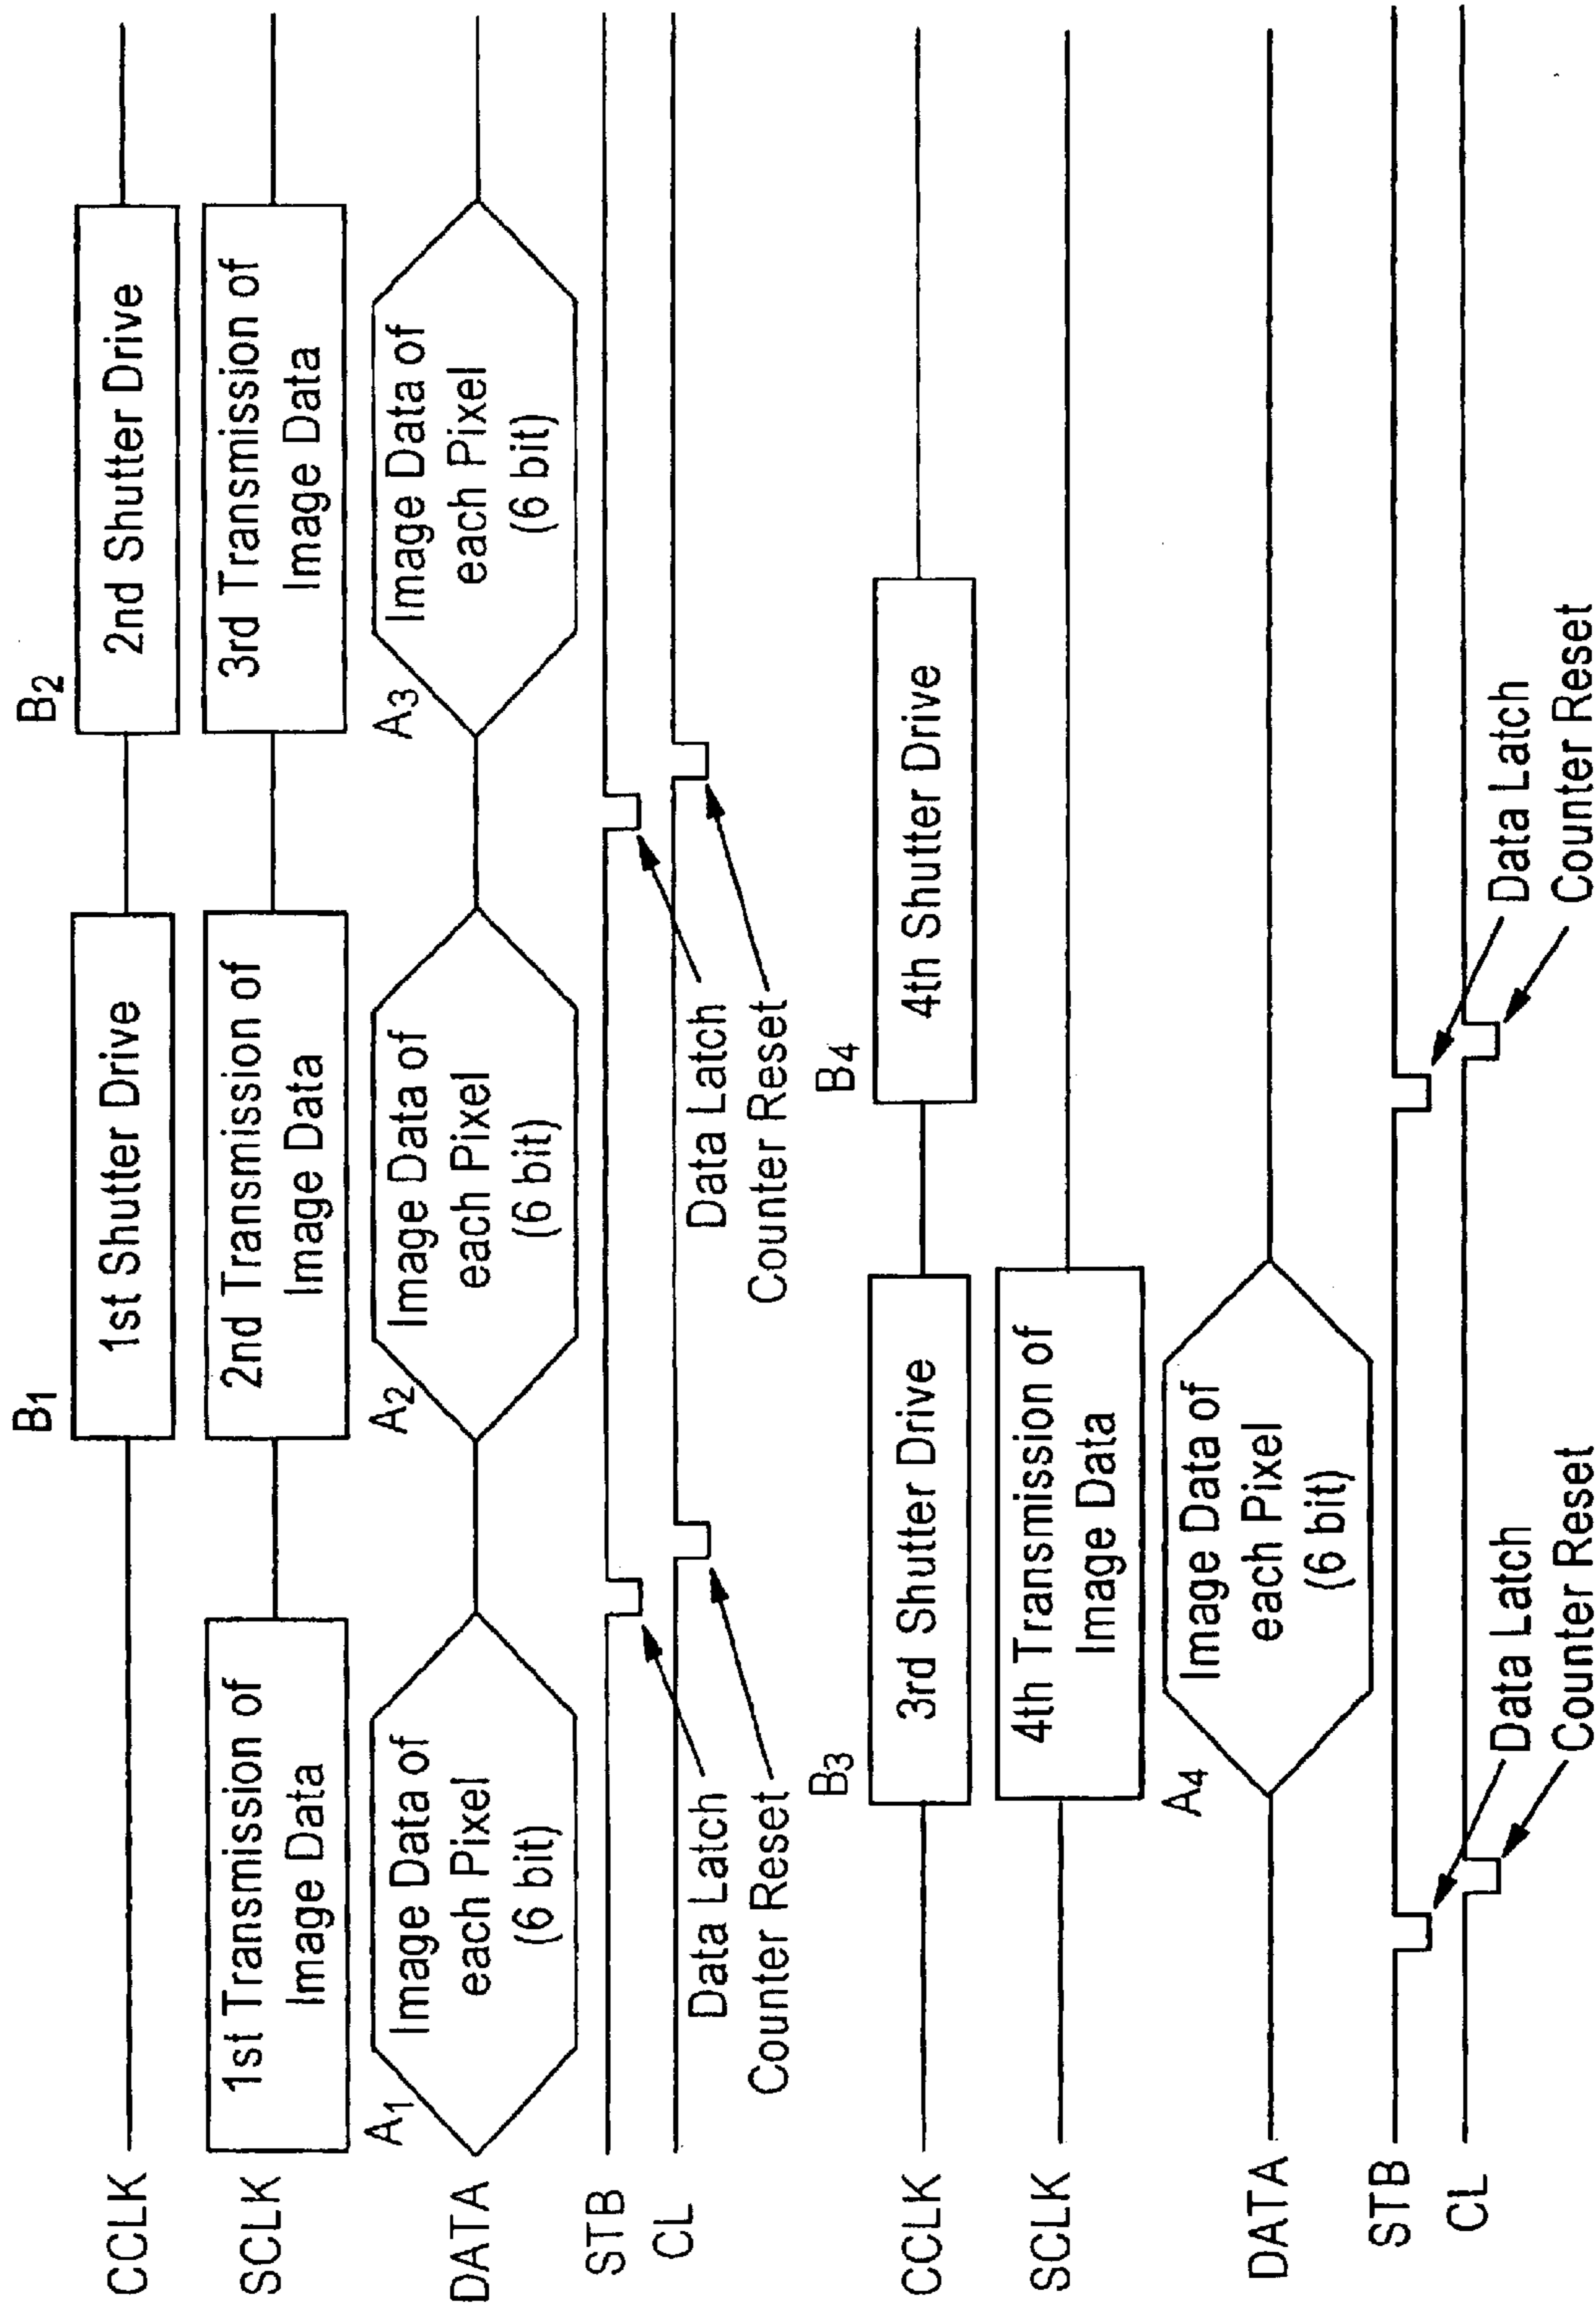 B1
B2
CCLK
1st Shutter Drive
2nd Shutter Drive
SCLK
1st Transmission of
Image Data
2nd Transmission of
Image Data
3rd Transmission of
Image Data
A1
A2
A3
DATA
Image Data of
each Pixel
(6 bit)
Image Data of
each Pixel
(6 bit)
Image Data of
each Pixel
(6 bit)
STB
CL
Data Latch
Counter Reset
Data Latch
Counter Reset
B3
B4
CCLK
3rd Shutter Drive
4th Shutter Drive
SCLK
4th Transmission of
Image Data
A4
DATA
Image Data of
each Pixel
(6 bit)
STB
CL
Data Latch
Counter Reset
Data Latch
Counter Reset